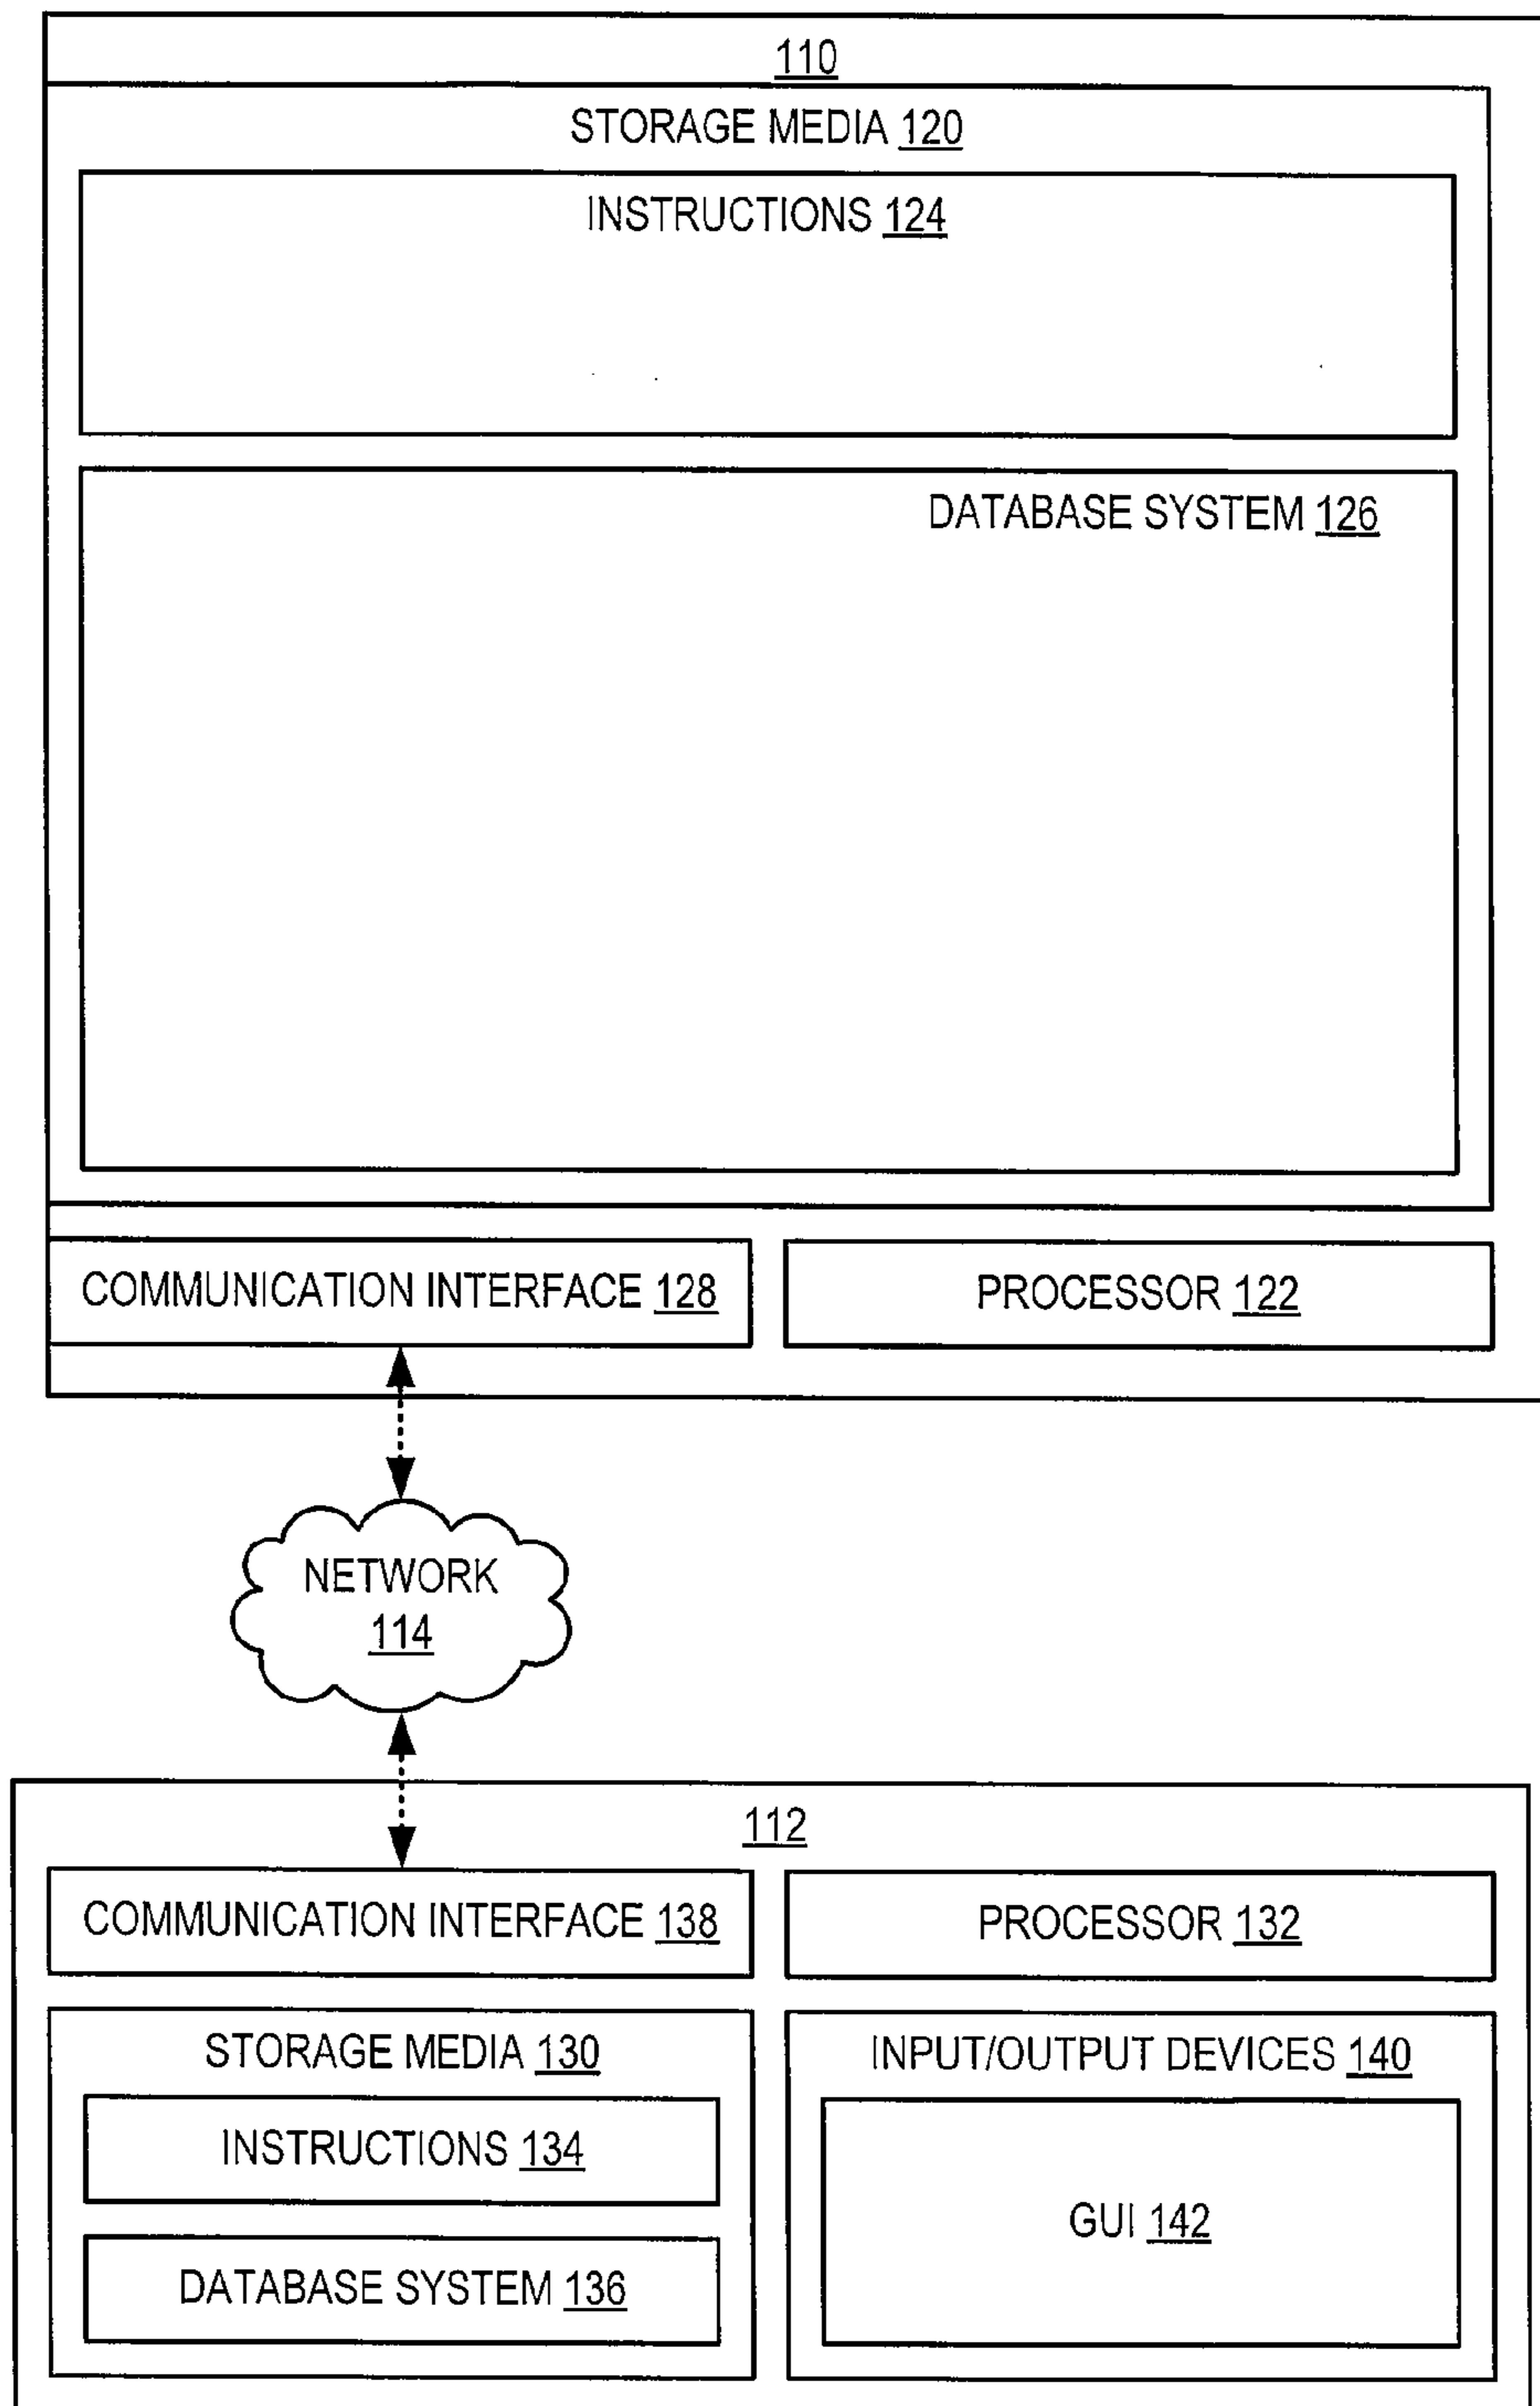 110
STORAGE MEDIA 120
INSTRUCTIONS 124
DATABASE SYSTEM 126
COMMUNICATION INTERFACE 128
PROCESSOR 122
NETWORK
114
112
COMMUNICATION INTERFACE 138
PROCESSOR 132
STORAGE MEDIA 130
INSTRUCTIONS 134
DATABASE SYSTEM 136
INPUT/OUTPUT DEVICES 140
GUI 142